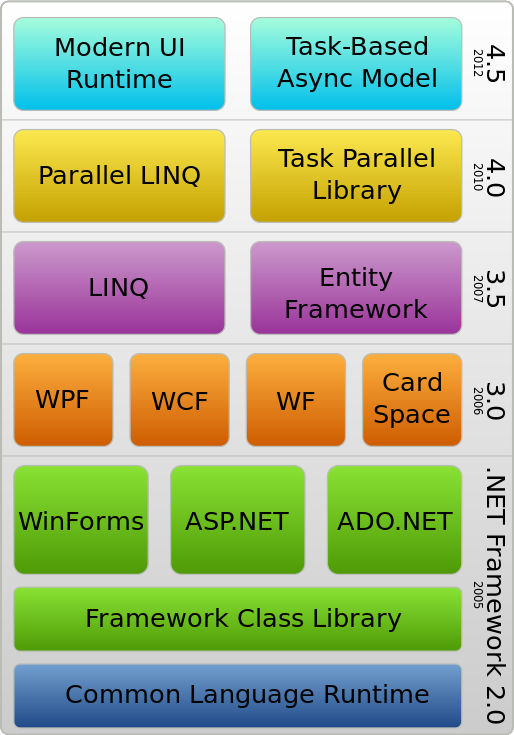 Modern UI
Runtime
Task-Based
Async Model
4.5
2012
Parallel LINQ
Task Parallel
Library
4.0
2010
LINQ
Entity
Framework
3.5
2007
WPF
WCF
WF
Card
Space
3.0
2006
WinForms
ASP.NET
ADO.NET
Framework Class Library
Common Language Runtime
.NET Framework 2.0
2005